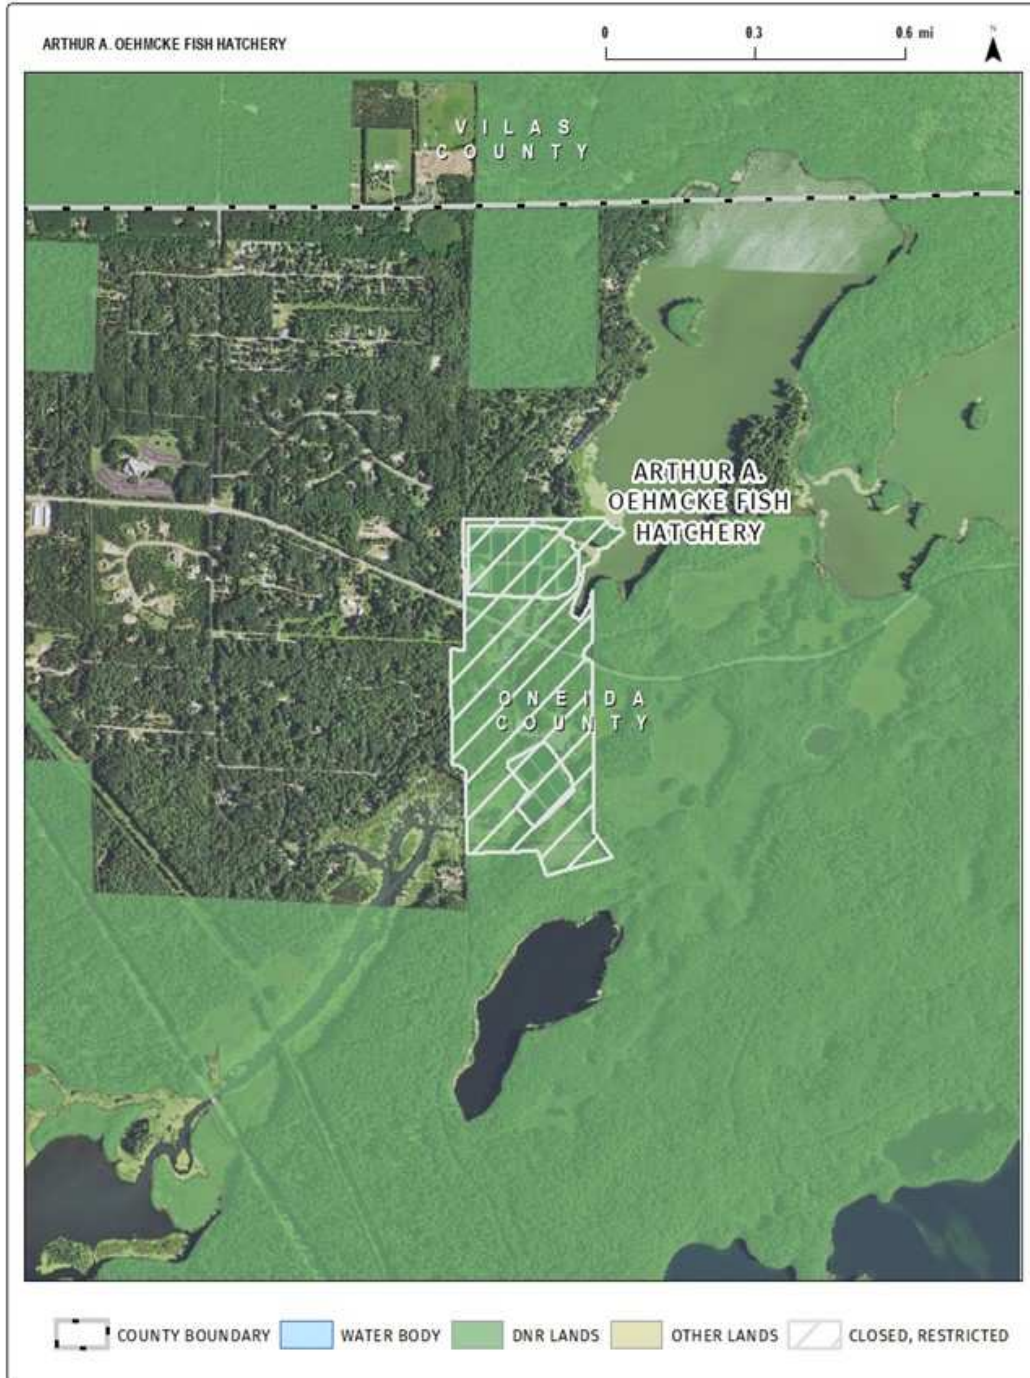 ARTHUR A. OEHMCKE FISH HATCHERY
0 0.3 0.6 mi
N
VILAS
COUNTY
ARTHUR A.
OEHMCKE FISH
HATCHERY
ONEIDA
COUNTY
COUNTY BOUNDARY WATER BODY DNR LANDS OTHER LANDS CLOSED, RESTRICTED